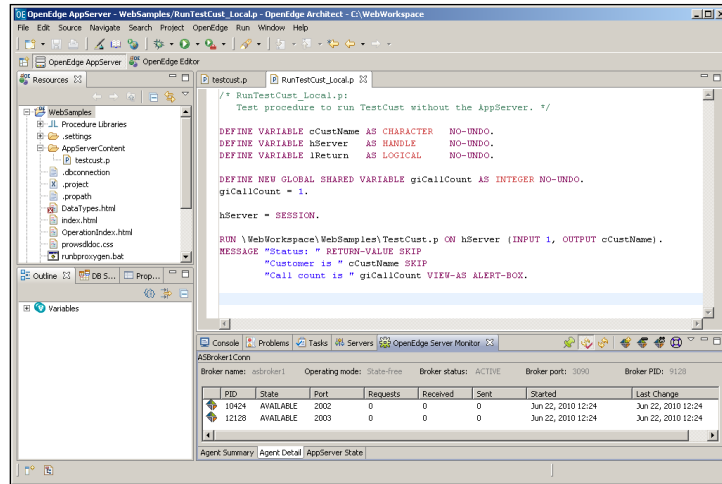 OpenEdge AppServer - WebSamples/RunTestCust_Local.p - OpenEdge Architect - C:\WebWorkspace
File Edit Source Navigate Search Project OpenEdge Run Window Help
OpenEdge AppServer OpenEdge Editor
Resources
WebSamples
Procedure Libraries
.settings
AppServerContent
testcust.p
.dbconnection
.project
.propath
DataTypes.html
index.html
OperationIndex.html
prowsdldoc.css
runbproxygen.bat
Outline DB S... Prop...
Variables
testcust.p RunTestCust_Local.p
/* RunTestCust_Local.p:
Test procedure to run TestCust without the AppServer. */
DEFINE VARIABLE cCustName AS CHARACTER NO-UNDO.
DEFINE VARIABLE hServer AS HANDLE NO-UNDO.
DEFINE VARIABLE lReturn AS LOGICAL NO-UNDO.
DEFINE NEW GLOBAL SHARED VARIABLE giCallCount AS INTEGER NO-UNDO.
giCallCount = 1.
hServer = SESSION.
RUN \WebWorkspace\WebSamples\TestCust.p ON hServer (INPUT 1, OUTPUT cCustName).
MESSAGE "Status: " RETURN-VALUE SKIP
"Customer is " cCustName SKIP
"Call count is " giCallCount VIEW-AS ALERT-BOX.
Console Problems Tasks Servers OpenEdge Server Monitor
ASBroker1Conn
Broker name: asbroker1 Operating mode: State-free Broker status: ACTIVE Broker port: 3090 Broker PID: 9128
PID State Port Requests Received Sent Started Last Change
10424 AVAILABLE 2002 0 0 0 Jun 22, 2010 12:24 Jun 22, 2010 12:24
12128 AVAILABLE 2003 0 0 0 Jun 22, 2010 12:24 Jun 22, 2010 12:24
Agent Summary Agent Detail AppServer State